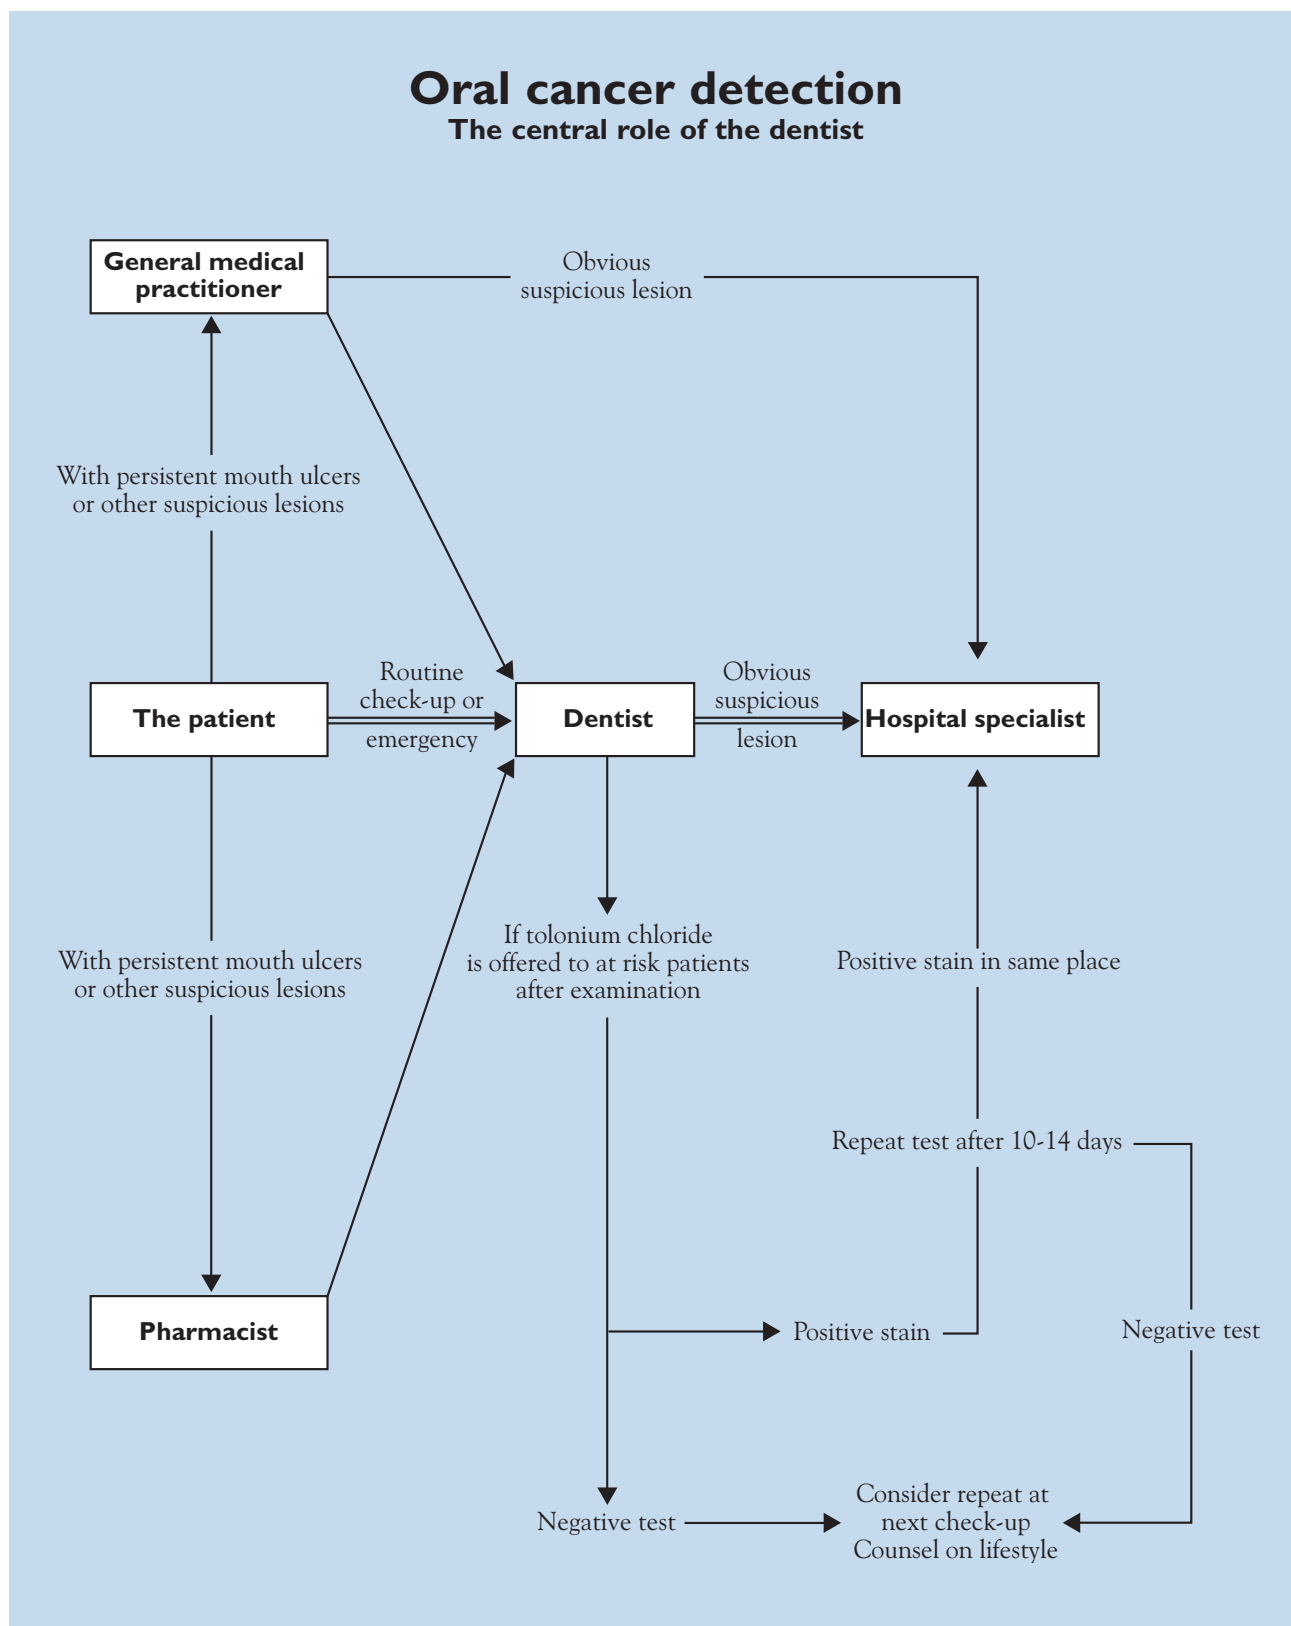 Oral cancer detection
The central role of the dentist
General medical
practitioner
Obvious
suspicious lesion
With persistent mouth ulcers
or other suspicious lesions
The patient
Routine
check-up or
emergency
Dentist
Obvious
suspicious
lesion
Hospital specialist
With persistent mouth ulcers
or other suspicious lesions
If tolonium chloride
is offered to at risk patients
after examination
Positive stain in same place
Repeat test after 10-14 days
Pharmacist
Positive stain
Negative test
Negative test
Consider repeat at
next check-up
Counsel on lifestyle